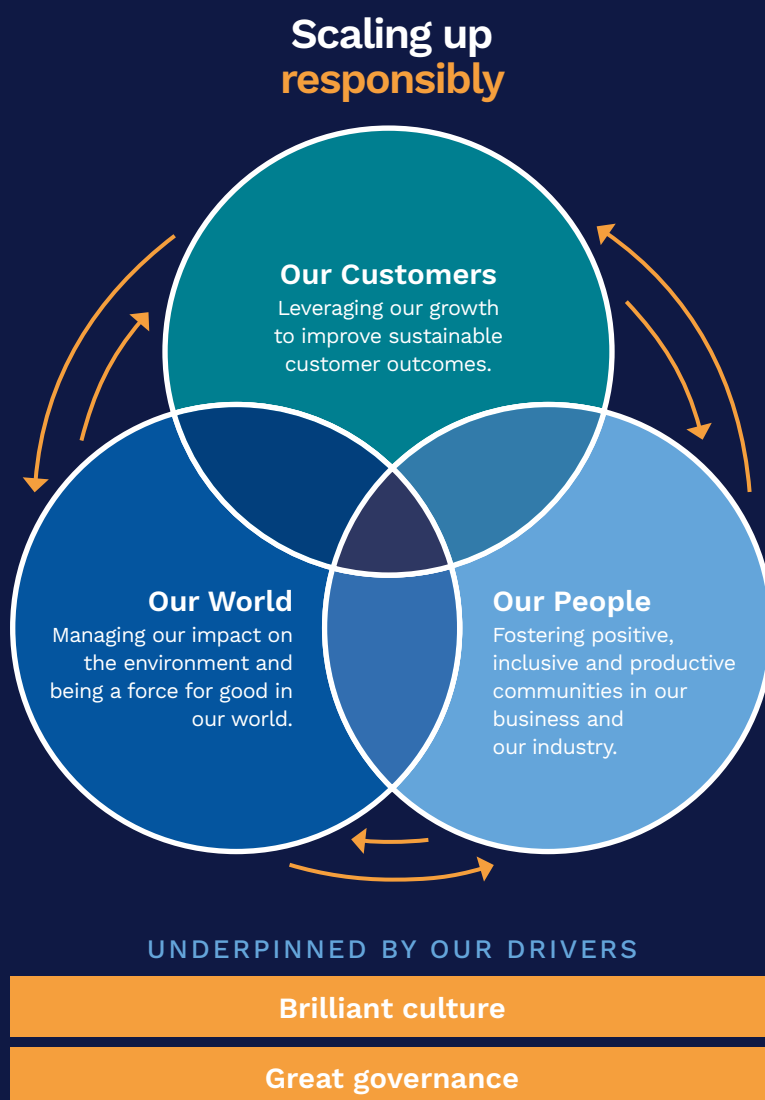 Scaling up
responsibly
Our Customers
Leveraging our growth
to improve sustainable
customer outcomes.
Our World
Managing our impact on
the environment and
being a force for good in
our world.
Our People
Fostering positive,
inclusive and productive
communities in our
business and
our industry.
UNDERPINNED BY OUR DRIVERS
Brilliant culture
Great governance